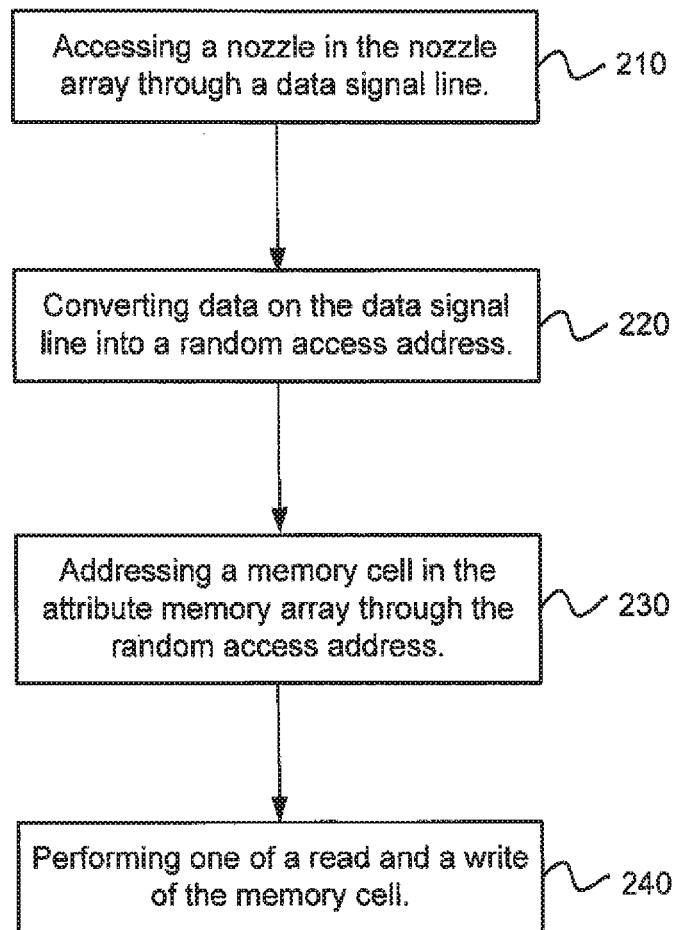 Accessing a nozzle in the nozzle
array through a data signal line.
210
Converting data on the data signal
line into a random access address.
220
Addressing a memory cell in the
attribute memory array through the
random access address.
230
Performing one of a read and a write
of the memory cell.
240